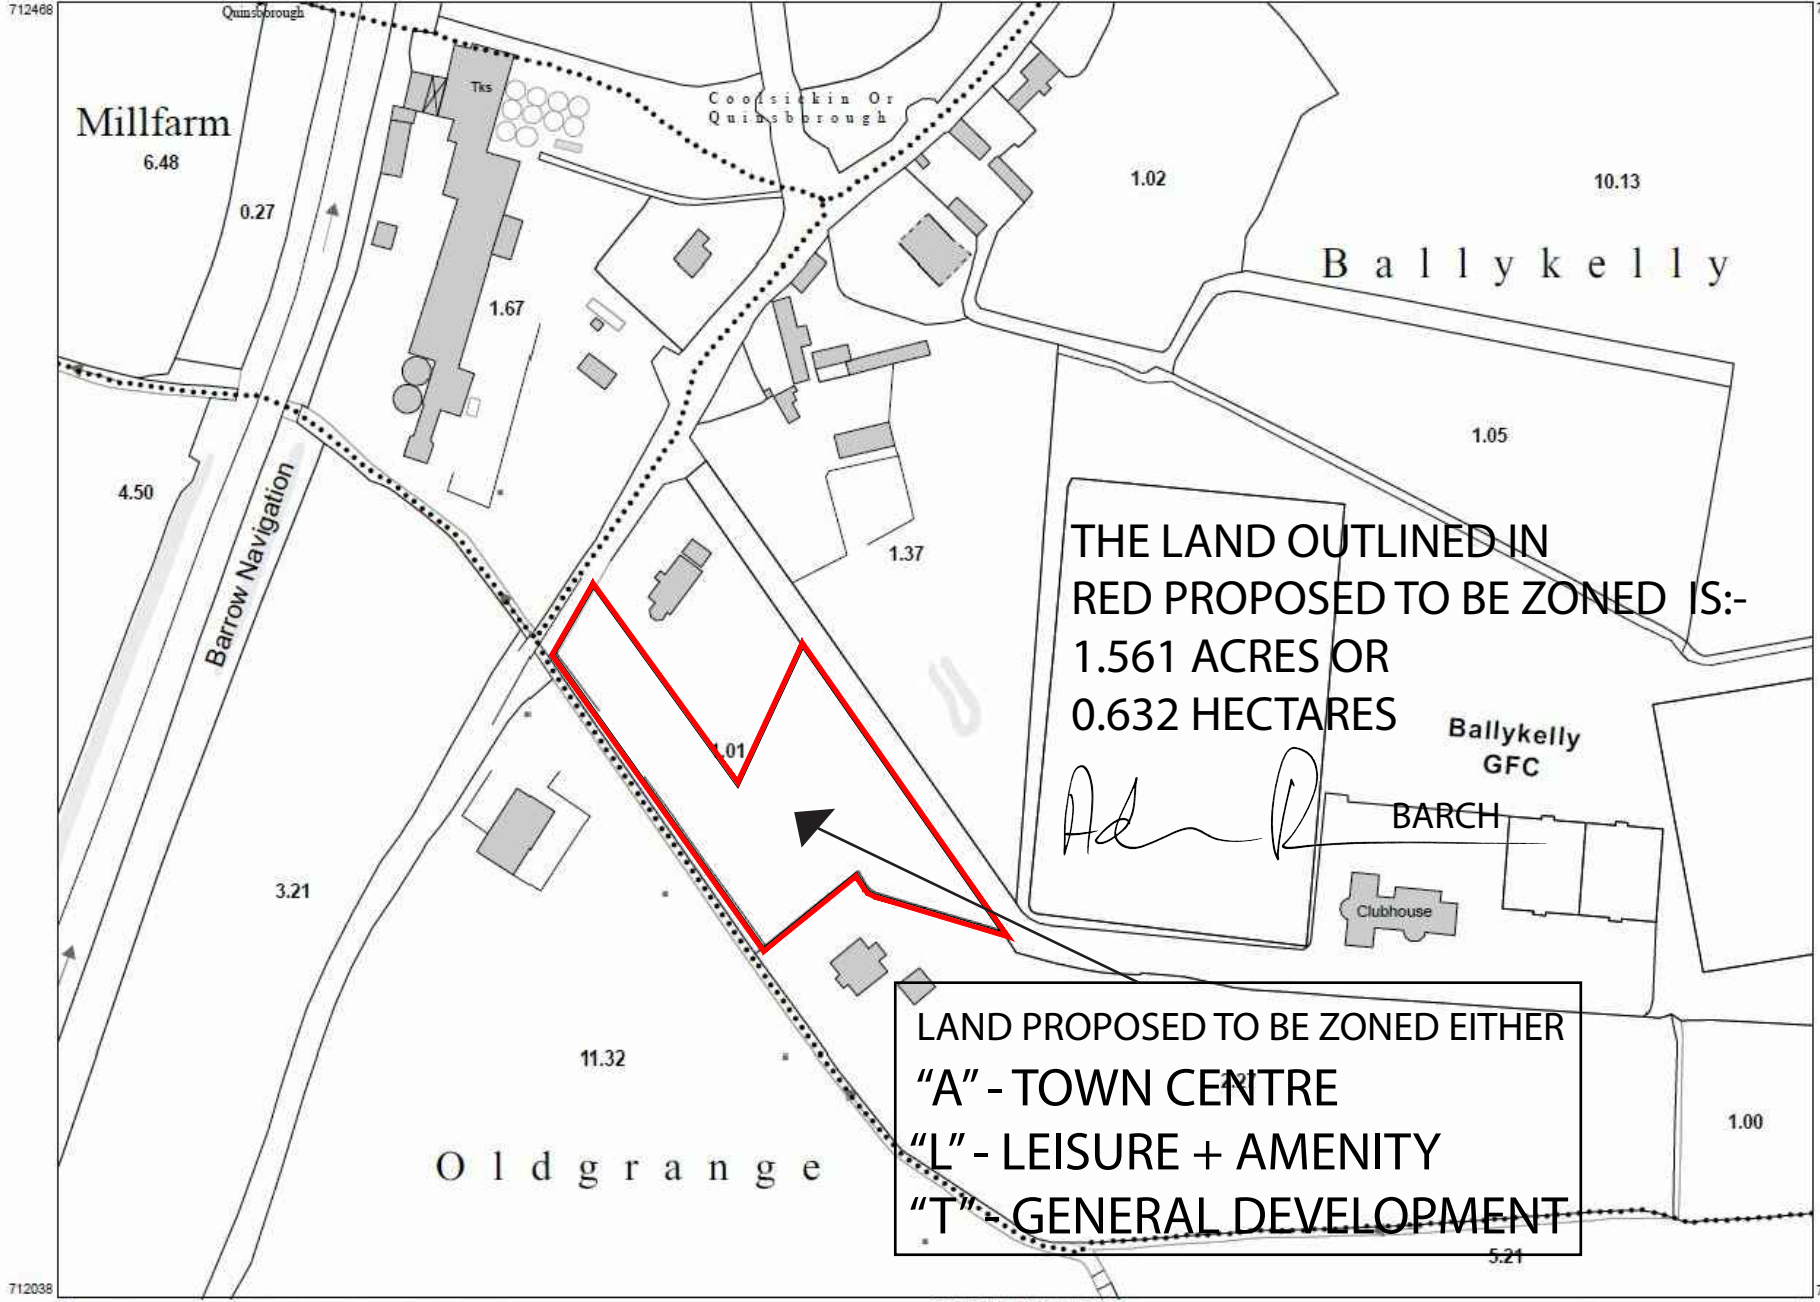 712468
Quinsborough
Tks
Millfarm
6.48
Coolsickin Or
Quinsborough
0.27
1.02
10.13
Ballykelly
1.67
1.05
4.50
Barrow Navigation
1.37
THE LAND OUTLINED IN
RED PROPOSED TO BE ZONED IS:-
1.561 ACRES OR
0.632 HECTARES
1.01
Ballykelly
GFC
BARCH
3.21
Clubhouse
11.32
LAND PROPOSED TO BE ZONED EITHER
“A” - TOWN CENTRE
2.27
“L” - LEISURE + AMENITY
“T” - GENERAL DEVELOPMENT
1.00
Oldgrange
5.21
712038